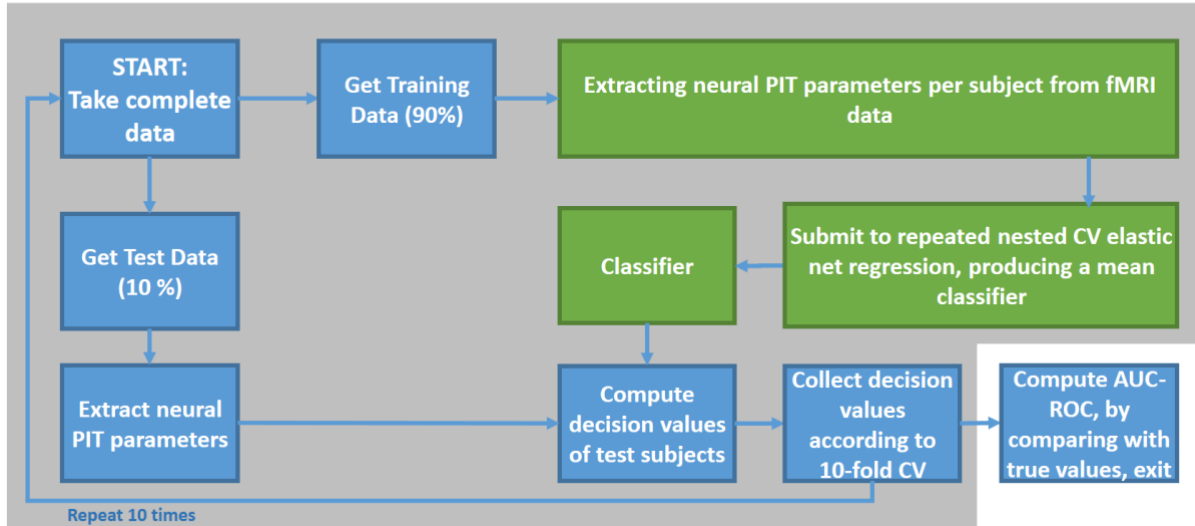 START:
Take complete
data
Get Training
Data (90%)
Extracting neural PIT parameters per subject from fMRI
data
Get Test Data
(10 %)
Classifier
Submit to repeated nested CV elastic
net regression, producing a mean
classifier
Extract neural
PIT parameters
Compute
decision values
of test subjects
Collect decision
values
according to
10-fold CV
Compute AUC-
ROC, by
comparing with
true values, exit
Repeat 10 times